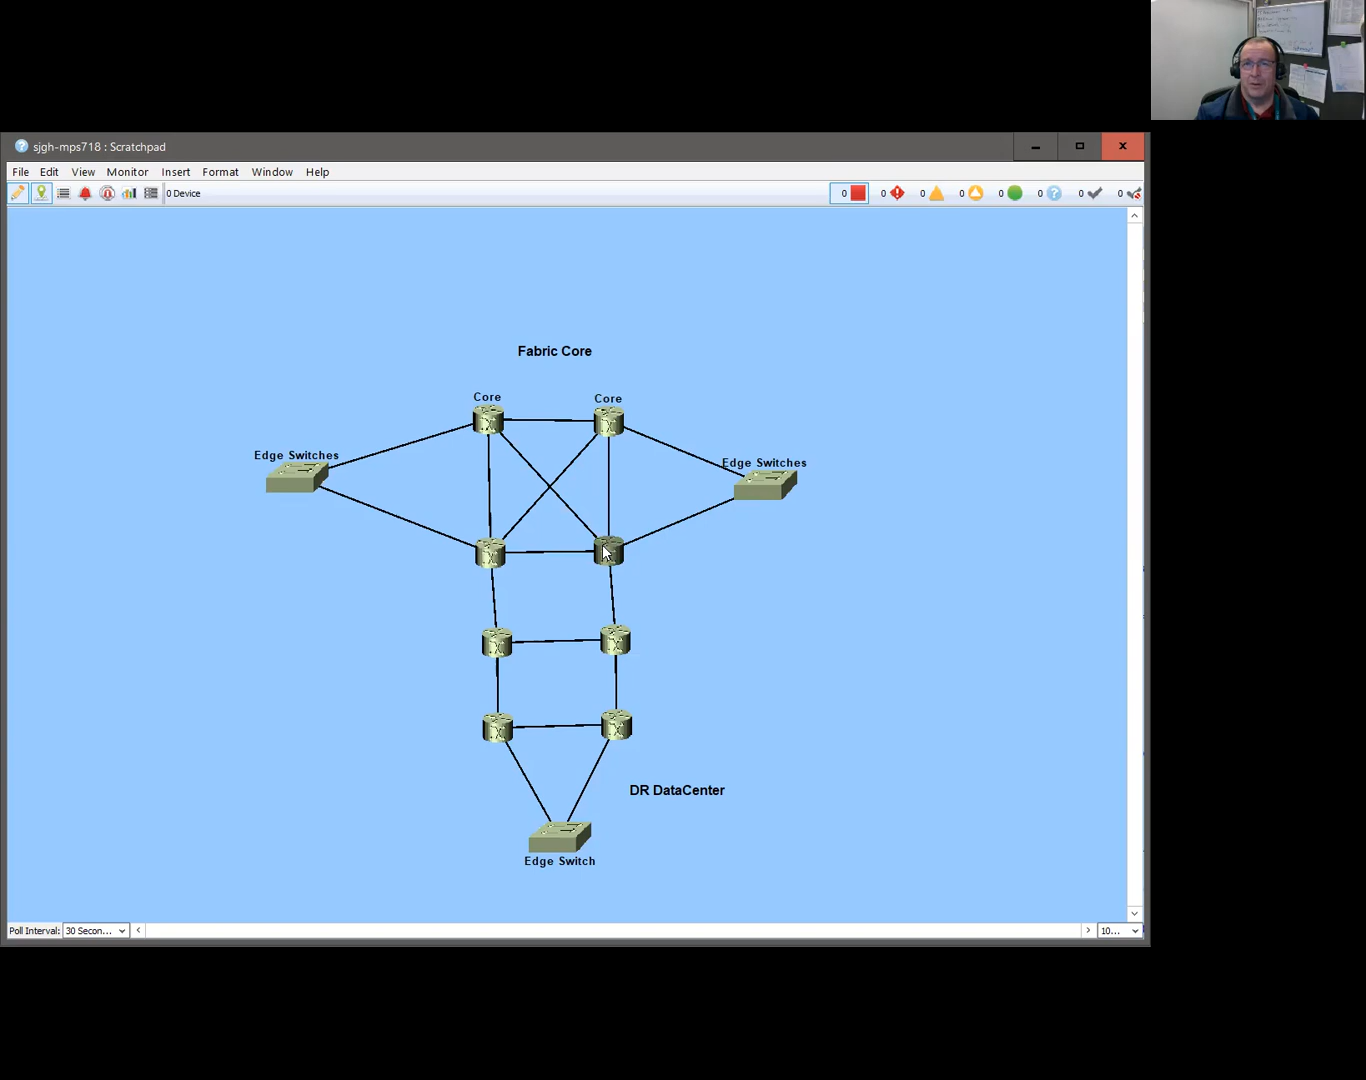 sjgh-mps718 : Scratchpad
File Edit View Monitor Insert Format Window Help
0 Device 0 0 0 0 0 0 0 0
Fabric Core
Core Core
Edge Switches Edge Switches
DR DataCenter
Edge Switch
Poll Interval: 30 Secon... 10...